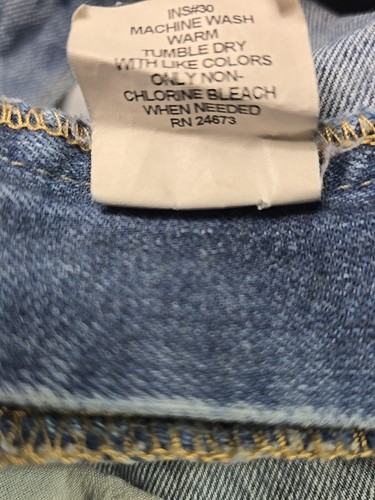 INS#30
MACHINE WASH
WARM
TUMBLE DRY
WITH LIKE COLORS
ONLY NON-
CHLORINE BLEACH
WHEN NEEDED
RN 24673